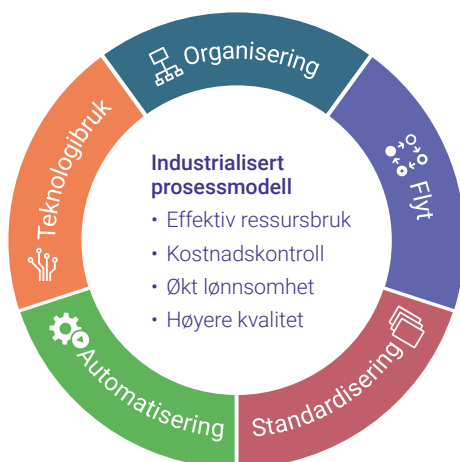 Organisering
Flyt
Standardisering
Automatisering
Teknologibruk
Industrialisert
prosessmodell
• Effektiv ressursbruk
• Kostnadskontroll
• Økt lønnsomhet
• Høyere kvalitet